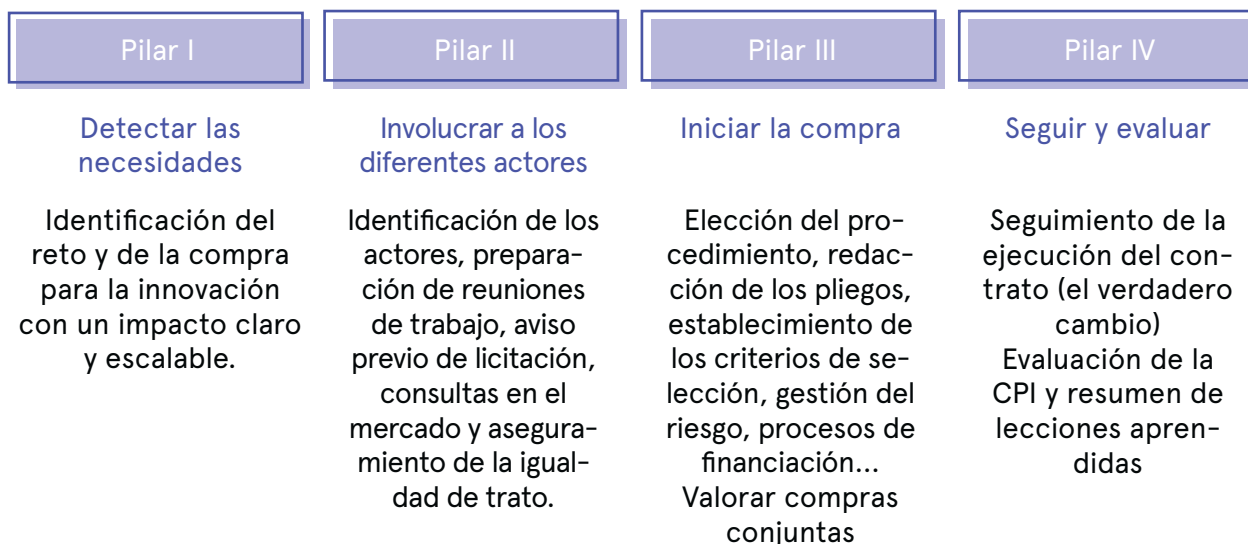 Pilar I
Detectar las
necesidades
Identificación del
reto y de la compra
para la innovación
con un impacto claro
y escalable.
Pilar II
Involucrar a los
diferentes actores
Identificación de los
actores, prepara-
ción de reuniones
de trabajo, aviso
previo de licitación,
consultas en el
mercado y asegura-
miento de la igual-
dad de trato.
Pilar III
Iniciar la compra
Elección del pro-
cedimiento, redac-
ción de los pliegos,
establecimiento de
los criterios de se-
lección, gestión del
riesgo, procesos de
financiación...
Valorar compras
conjuntas
Pilar IV
Seguir y evaluar
Seguimiento de la
ejecución del con-
trato (el verdadero
cambio)
Evaluación de la
CPI y resumen de
lecciones apren-
didas